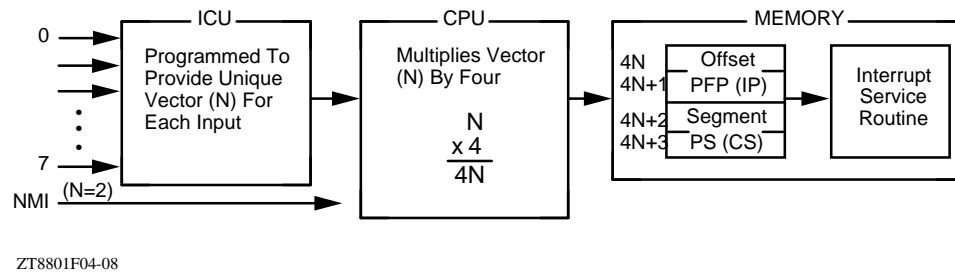 ICU
CPU
MEMORY
0
7
NMI
(N=2)
Programmed To
Provide Unique
Vector (N) For
Each Input
Multiplies Vector
(N) By Four
N
x 4
4N
4N
4N+1
4N+2
4N+3
Offset
PFP (IP)
Segment
PS (CS)
Interrupt
Service
Routine
ZT8801F04-08